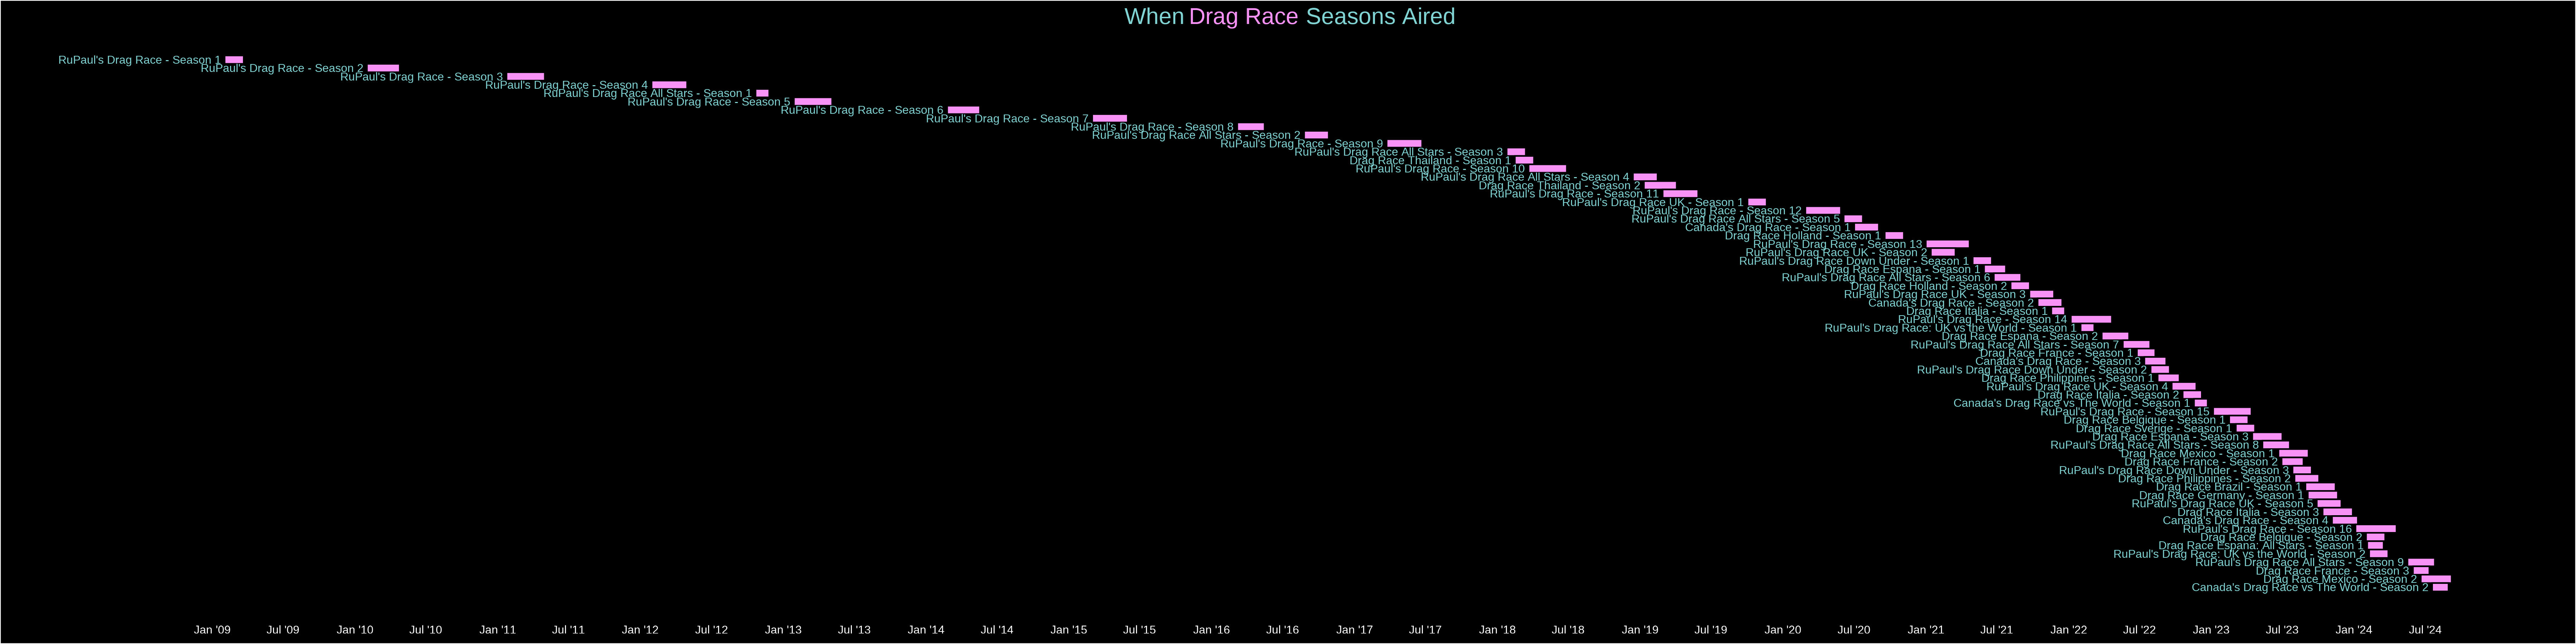 When Drag Race Seasons Aired
RuPaul's Drag Race - Season 1
RuPaul's Drag Race - Season 2
RuPaul's Drag Race - Season 3
RuPaul's Drag Race - Season 4
RuPaul's Drag Race All Stars - Season 1
RuPaul's Drag Race - Season 5
RuPaul's Drag Race - Season 6
RuPaul's Drag Race - Season 7
RuPaul's Drag Race - Season 8
RuPaul's Drag Race All Stars - Season 2
RuPaul's Drag Race - Season 9
RuPaul's Drag Race All Stars - Season 3
Drag Race Thailand - Season 1
RuPaul's Drag Race - Season 10
RuPaul's Drag Race All Stars - Season 4
Drag Race Thailand - Season 2
RuPaul's Drag Race - Season 11
RuPaul's Drag Race UK - Season 1
RuPaul's Drag Race - Season 12
RuPaul's Drag Race All Stars - Season 5
Canada's Drag Race - Season 1
Drag Race Holland - Season 1
RuPaul's Drag Race - Season 13
RuPaul's Drag Race UK - Season 2
RuPaul's Drag Race Down Under - Season 1
Drag Race Espana - Season 1
RuPaul's Drag Race All Stars - Season 6
Drag Race Holland - Season 2
RuPaul's Drag Race UK - Season 3
Canada's Drag Race - Season 2
Drag Race Italia - Season 1
RuPaul's Drag Race - Season 14
RuPaul's Drag Race: UK vs the World - Season 1
Drag Race Espana - Season 2
RuPaul's Drag Race All Stars - Season 7
Drag Race France - Season 1
Canada's Drag Race - Season 3
RuPaul's Drag Race Down Under - Season 2
Drag Race Philippines - Season 1
RuPaul's Drag Race UK - Season 4
Drag Race Italia - Season 2
Canada's Drag Race vs The World - Season 1
RuPaul's Drag Race - Season 15
Drag Race Belgique - Season 1
Drag Race Sverige - Season 1
Drag Race Espana - Season 3
RuPaul's Drag Race All Stars - Season 8
Drag Race Mexico - Season 1
Drag Race France - Season 2
RuPaul's Drag Race Down Under - Season 3
Drag Race Philippines - Season 2
Drag Race Brazil - Season 1
Drag Race Germany - Season 1
RuPaul's Drag Race UK - Season 5
Drag Race Italia - Season 3
Canada's Drag Race - Season 4
RuPaul's Drag Race - Season 16
Drag Race Belgique - Season 2
Drag Race Espana: All Stars - Season 1
RuPaul's Drag Race: UK vs the World - Season 2
RuPaul's Drag Race All Stars - Season 9
Drag Race France - Season 3
Drag Race Mexico - Season 2
Canada's Drag Race vs The World - Season 2
Jan '09 Jul '09 Jan '10 Jul '10 Jan '11 Jul '11 Jan '12 Jul '12 Jan '13 Jul '13 Jan '14 Jul '14 Jan '15 Jul '15 Jan '16 Jul '16 Jan '17 Jul '17 Jan '18 Jul '18 Jan '19 Jul '19 Jan '20 Jul '20 Jan '21 Jul '21 Jan '22 Jul '22 Jan '23 Jul '23 Jan '24 Jul '24